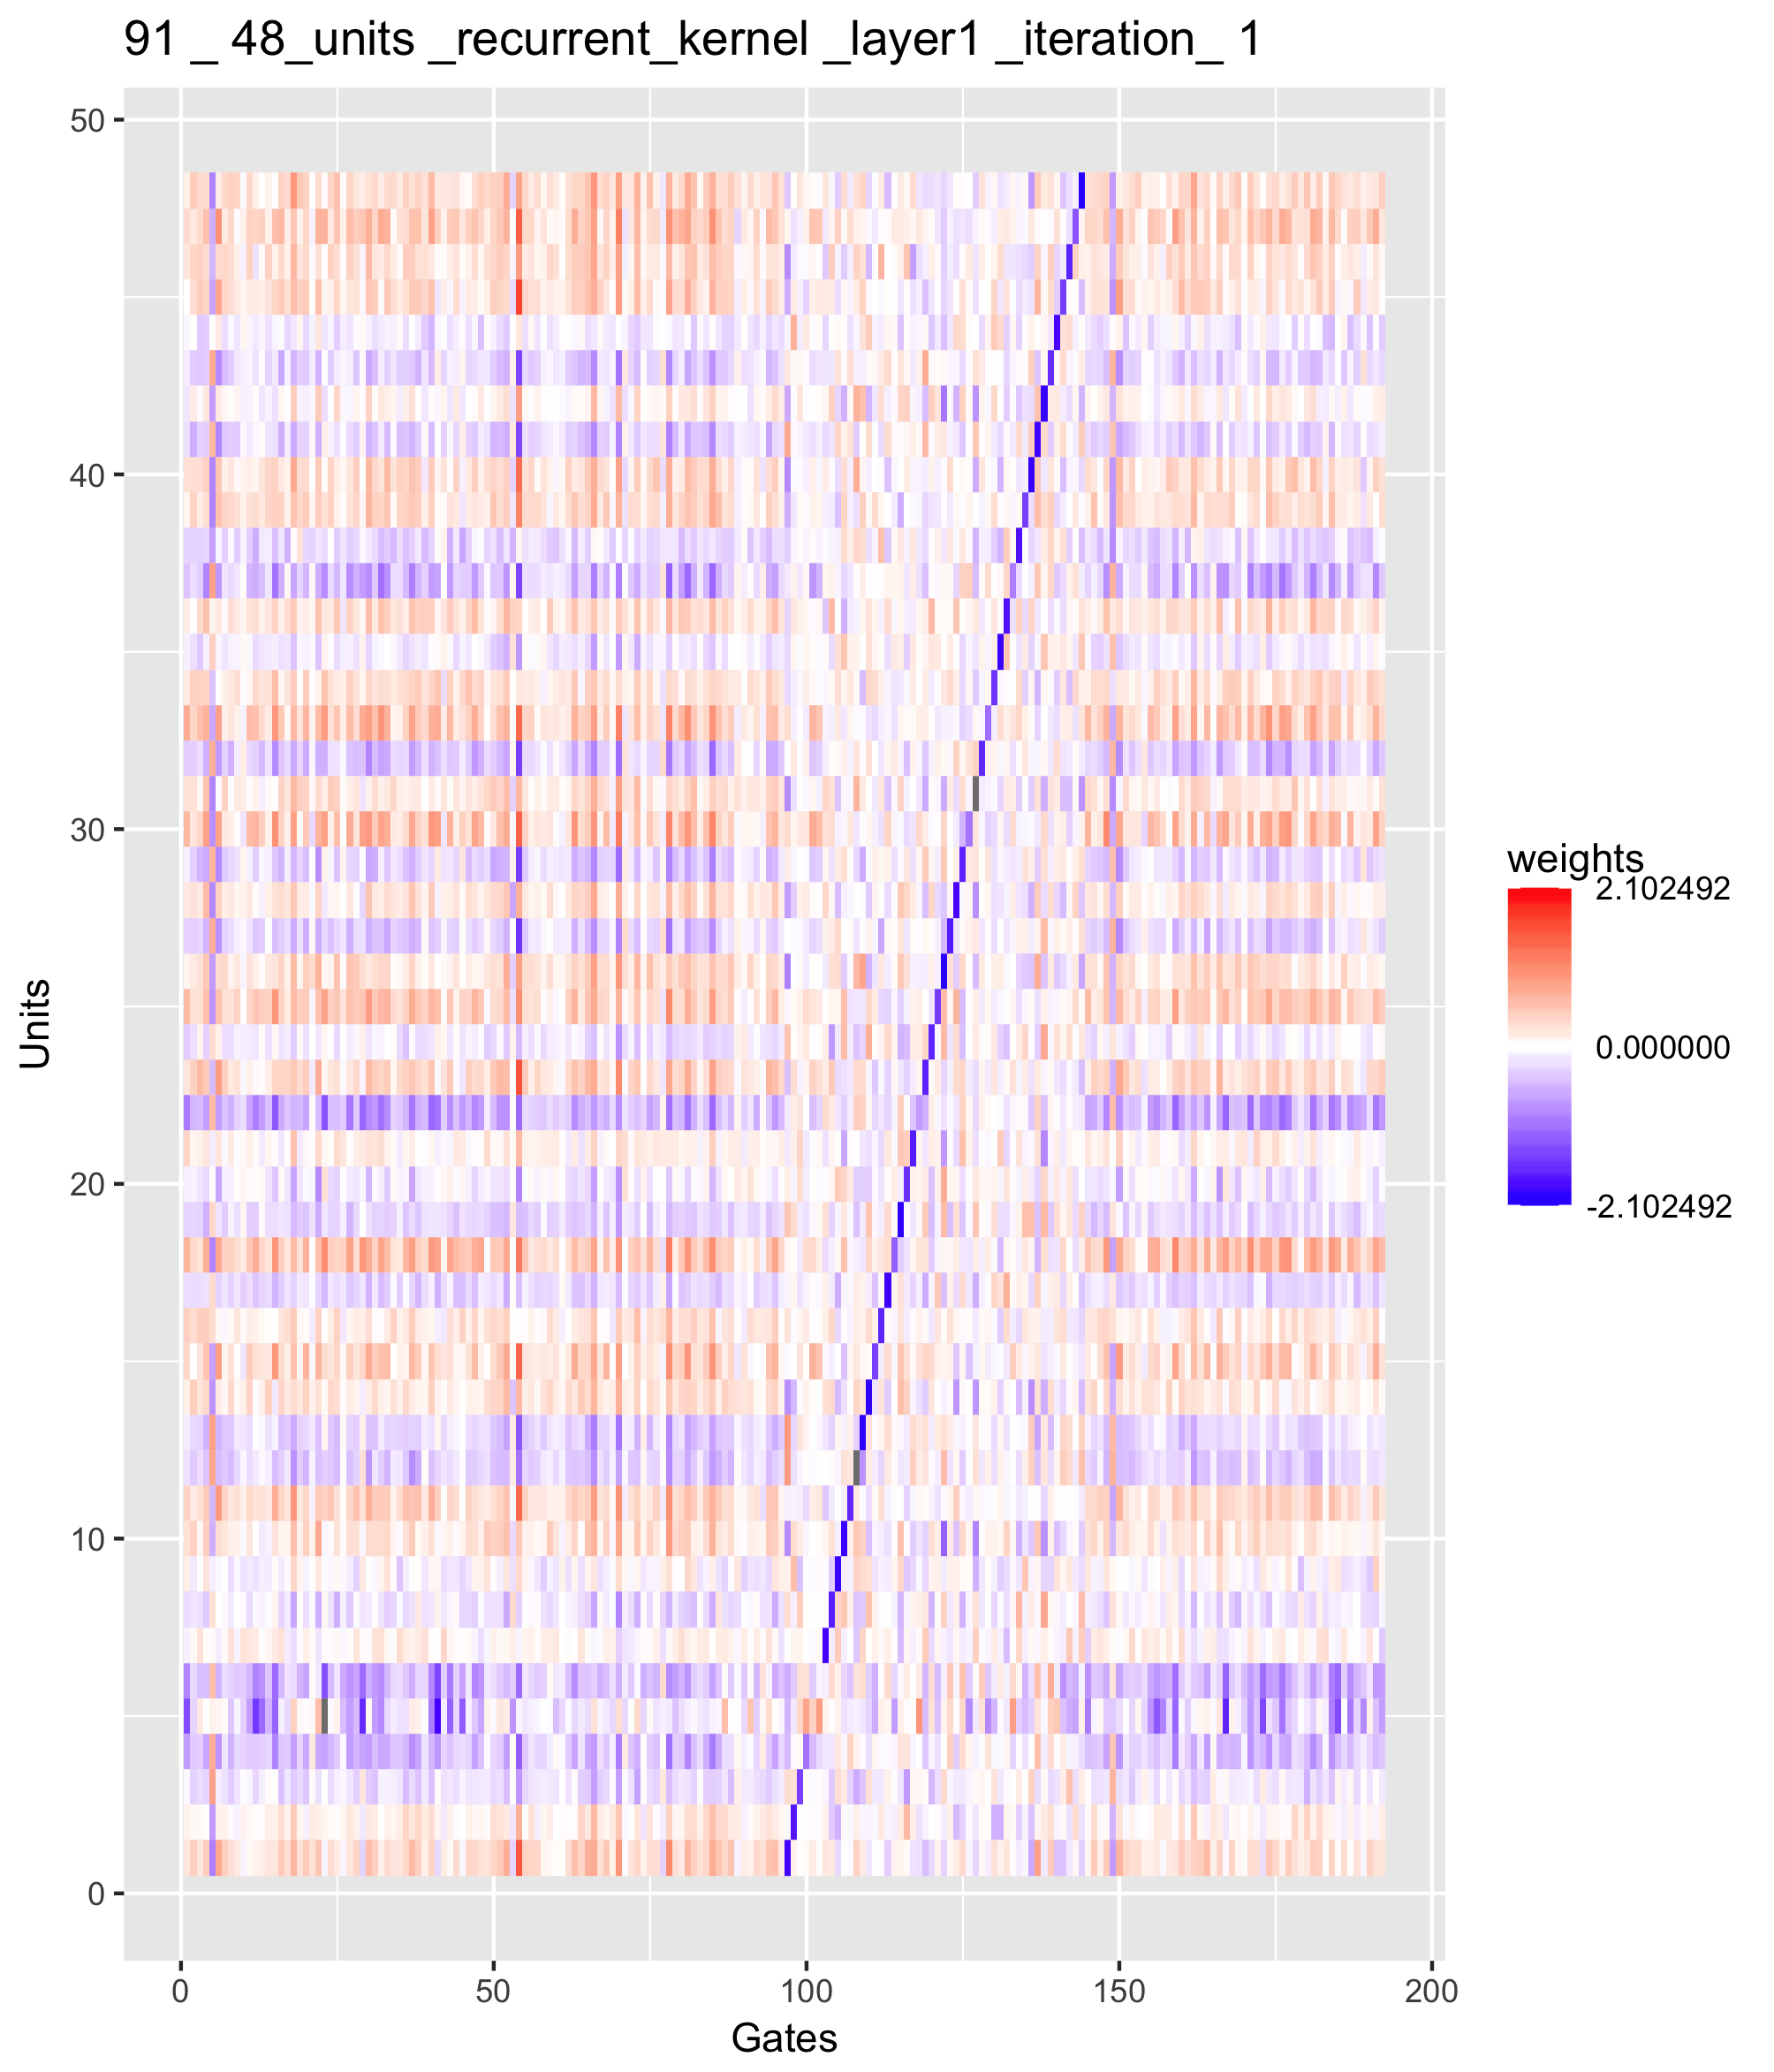 91 _ 48_units _recurrent_kernel _layer1 _iteration_ 1
50
40
30
20
10
0
Units
0 50 100 150 200
Gates
weights
2.102492
0.000000
-2.102492